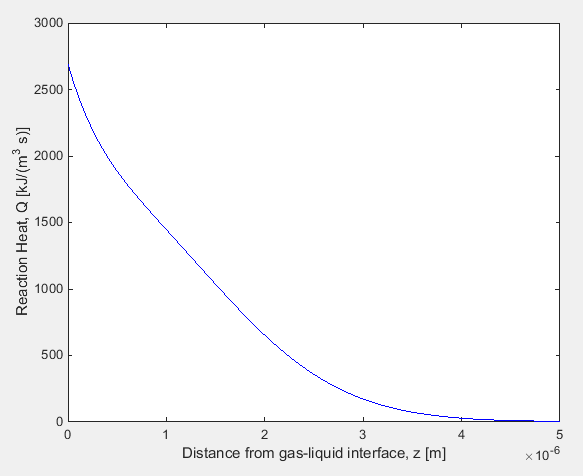 3000
2500
2000
1500
1000
500
0
Reaction Heat, Q [kJ/(m³ s)]
0 1 2 3 4 5
Distance from gas-liquid interface, z [m]
×10⁻⁶